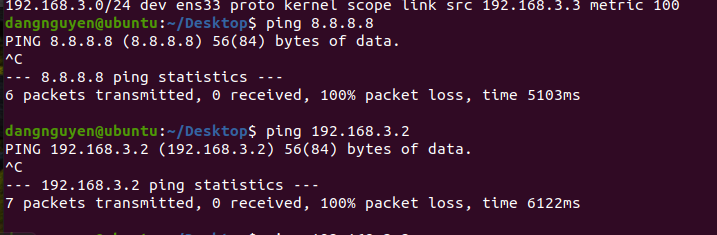 192.168.3.0/24 dev ens33 proto kernel scope link src 192.168.3.3 metric 100
dangnguyen@ubuntu:~/Desktop$ ping 8.8.8.8
PING 8.8.8.8 (8.8.8.8) 56(84) bytes of data.
^C
--- 8.8.8.8 ping statistics ---
6 packets transmitted, 0 received, 100% packet loss, time 5103ms
dangnguyen@ubuntu:~/Desktop$ ping 192.168.3.2
PING 192.168.3.2 (192.168.3.2) 56(84) bytes of data.
^C
--- 192.168.3.2 ping statistics ---
7 packets transmitted, 0 received, 100% packet loss, time 6122ms